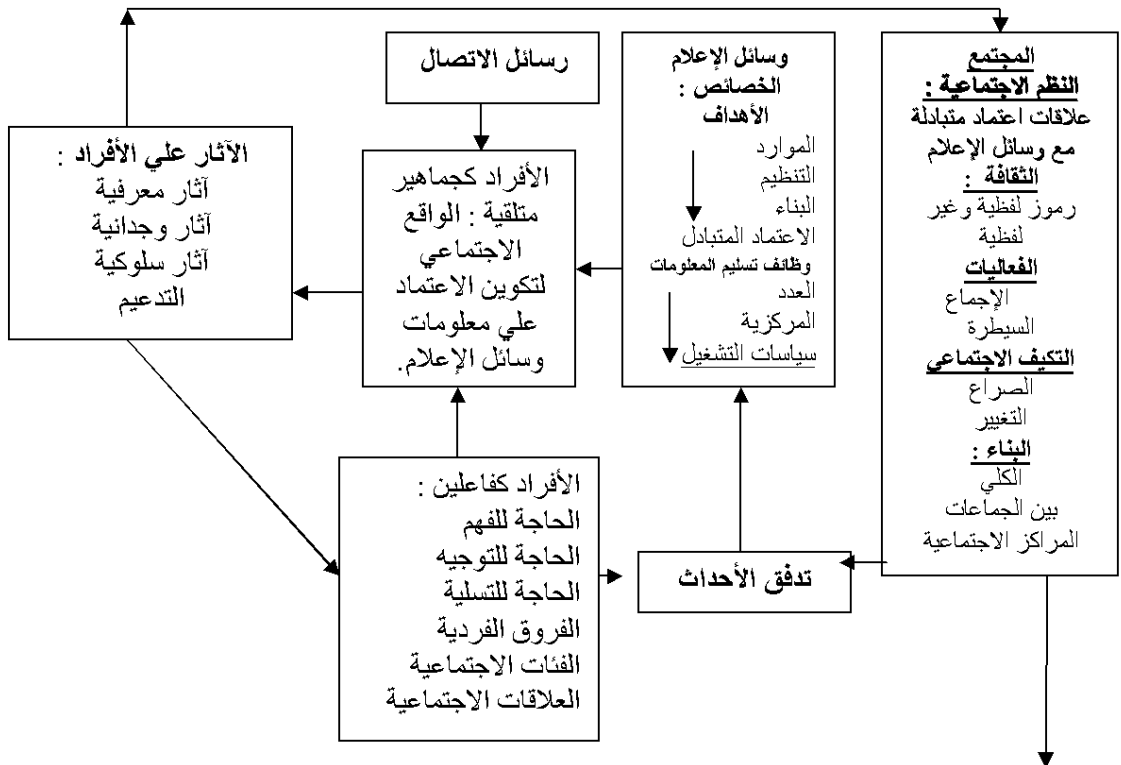 المجتمع
النظم الاجتماعية :
علاقات اعتماد متبادلة
مع وسائل الإعلام
الثقافة :
رموز لفظية وغير
لفظية
الفعاليات
الإجماع
السيطرة
التكيف الاجتماعي
الصراع
التغيير
البناء :
الكلي
بين الجماعات
المراكز الاجتماعية
وسائل الإعلام
الخصائص :
الأهداف
الموارد
التنظيم
البناء
الاعتماد المتبادل
وظائف تسليم المعلومات
العدد
المركزية
سياسات التشغيل
رسائل الاتصال
الأفراد كجماهير
متلقية : الواقع
الاجتماعي
لتكوين الاعتماد
علي معلومات
وسائل الإعلام.
الآثار علي الأفراد :
آثار معرفية
آثار وجدانية
آثار سلوكية
التدعيم
تدفق الأحداث
الأفراد كفاعلين :
الحاجة للفهم
الحاجة للتوجيه
الحاجة للتسلية
الفروق الفردية
الفئات الاجتماعية
العلاقات الاجتماعية